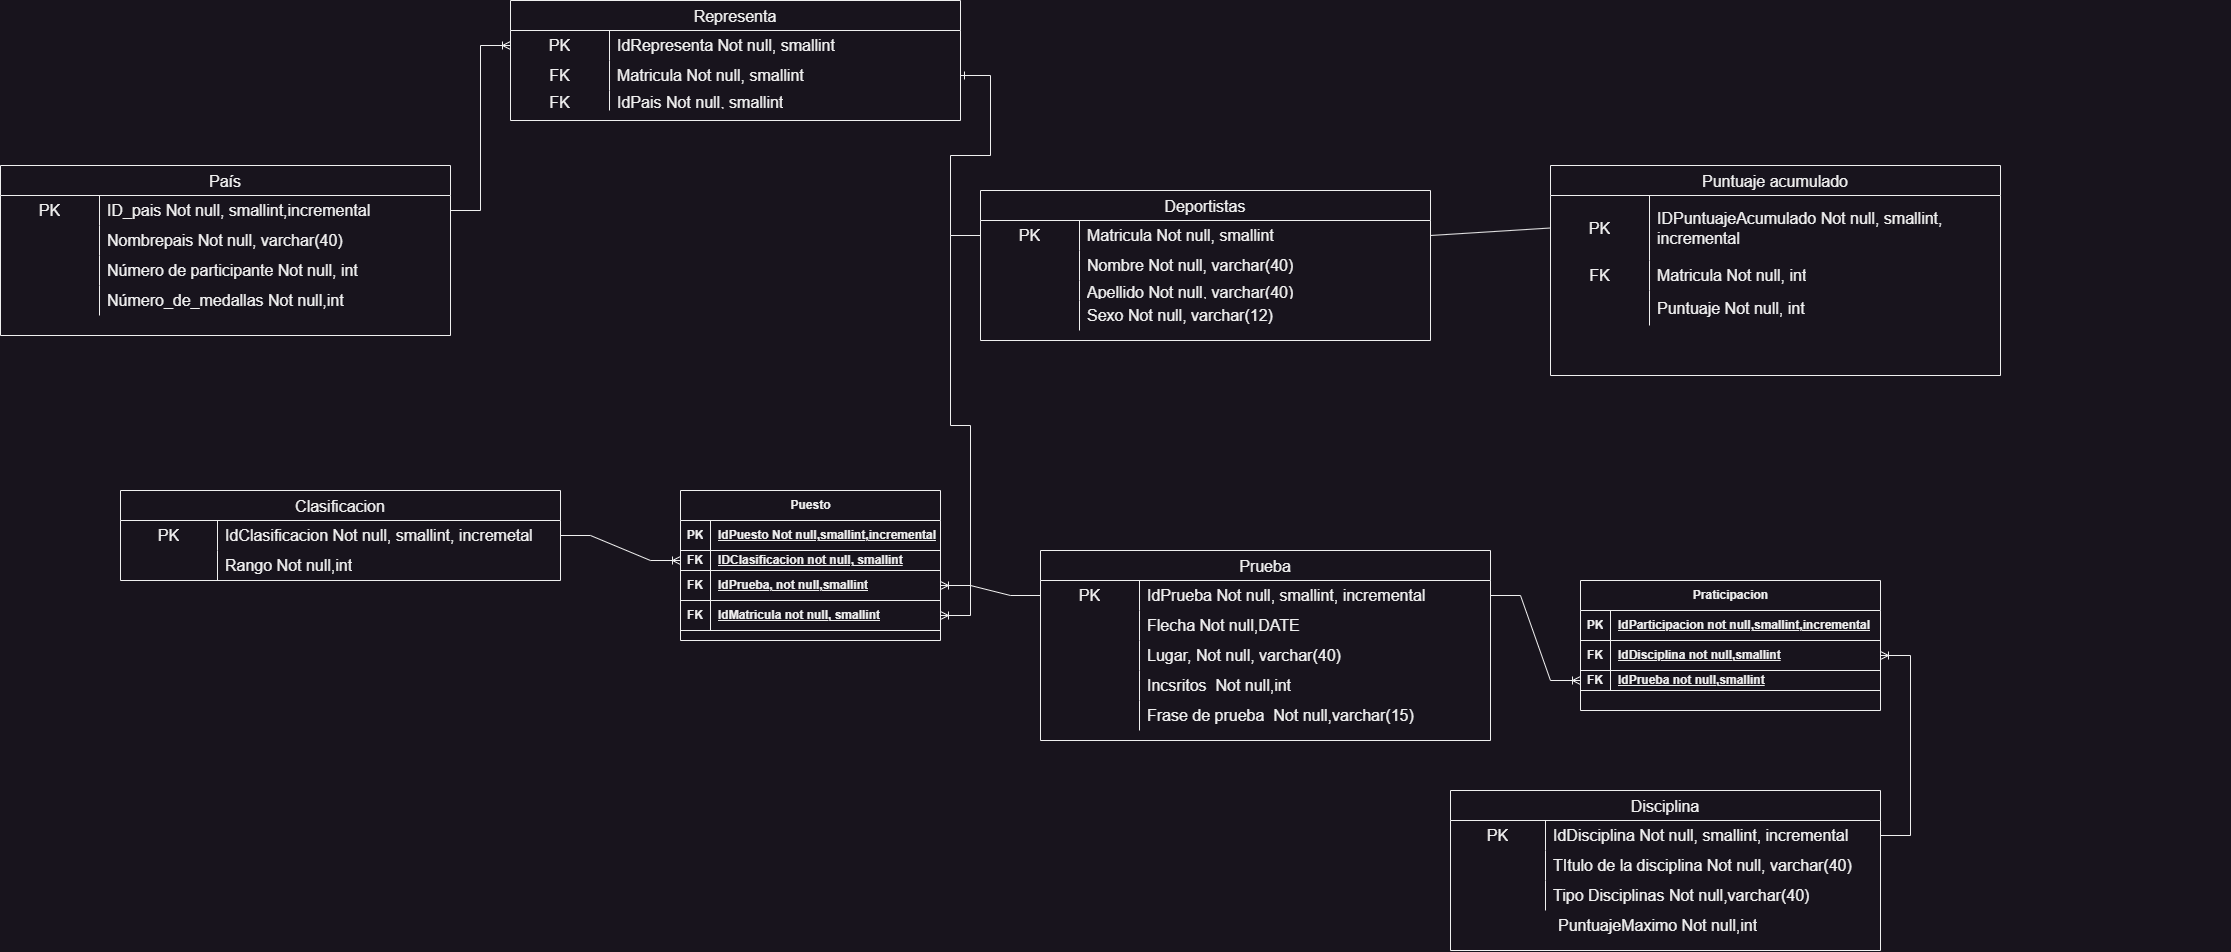 Representa
PK IdRepresenta Not null, smallint
FK Matricula Not null, smallint
FK IdPais Not null, smallint
País
PK ID_pais Not null, smallint,incremental
Nombrepais Not null, varchar(40)
Número de participante Not null, int
Número_de_medallas Not null,int
Deportistas
PK Matricula Not null, smallint
Nombre Not null, varchar(40)
Apellido Not null, varchar(40)
Sexo Not null, varchar(12)
Puntuaje acumulado
PK IDPuntuajeAcumulado Not null, smallint,
incremental
FK Matricula Not null, int
Puntuaje Not null, int
Clasificacion
PK IdClasificacion Not null, smallint, incremetal
Rango Not null,int
Puesto
PK IdPuesto Not null,smallint,incremental
FK IDClasificacion not null, smallint
FK IdPrueba, not null,smallint
FK IdMatricula not null, smallint
Prueba
PK IdPrueba Not null, smallint, incremental
Flecha Not null,DATE
Lugar, Not null, varchar(40)
Incsritos Not null,int
Frase de prueba Not null,varchar(15)
Praticipacion
PK IdParticipacion not null,smallint,incremental
FK IdDisciplina not null,smallint
FK IdPrueba not null,smallint
Disciplina
PK IdDisciplina Not null, smallint, incremental
TItulo de la disciplina Not null, varchar(40)
Tipo Disciplinas Not null,varchar(40)
PuntuajeMaximo Not null,int